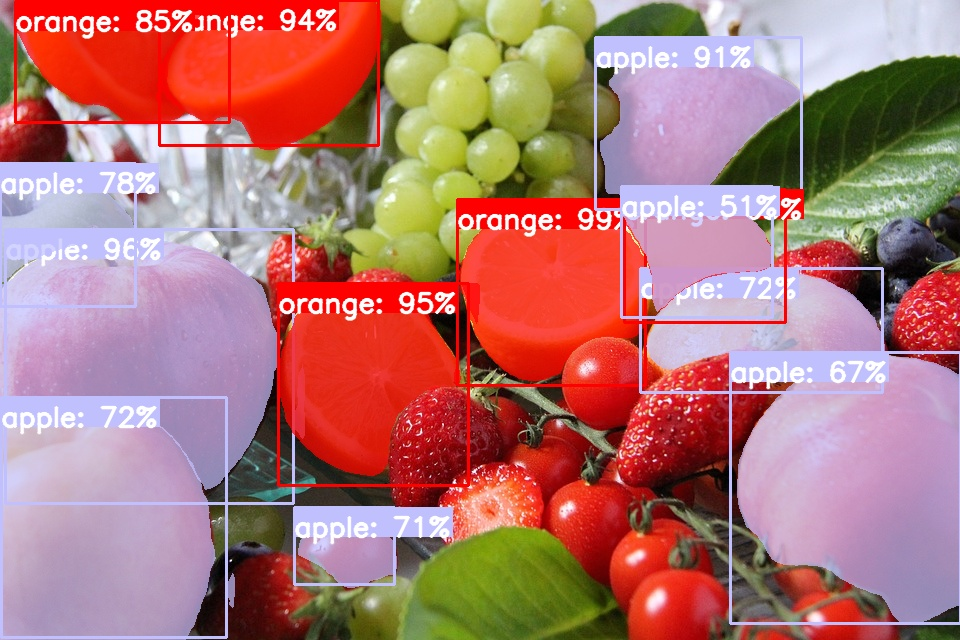 orange: 85%
ange: 94%
apple: 91%
apple: 78%
apple: 51%
%
orange: 99%
apple: 96%
apple: 72%
orange: 95%
apple: 67%
apple: 72%
apple: 71%